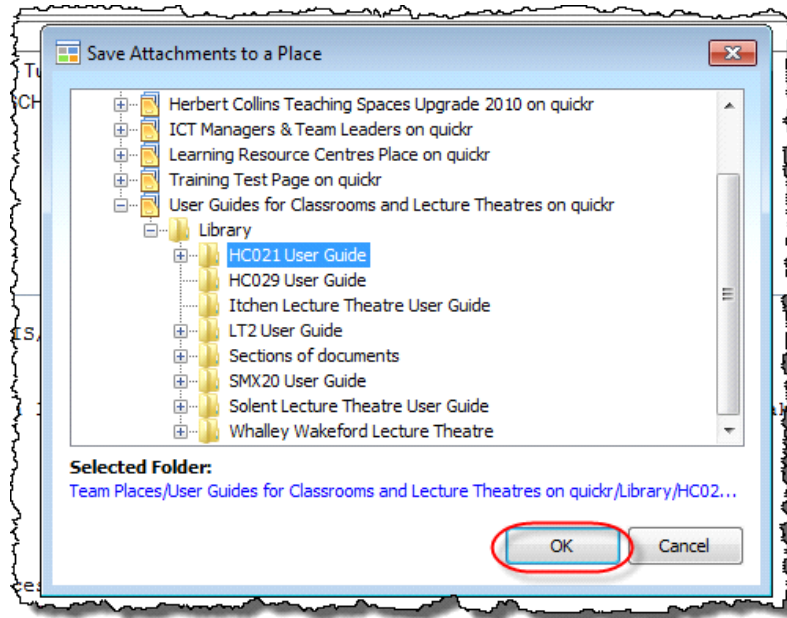 Save Attachments to a Place
Herbert Collins Teaching Spaces Upgrade 2010 on quickr
ICT Managers & Team Leaders on quickr
Learning Resource Centres Place on quickr
Training Test Page on quickr
User Guides for Classrooms and Lecture Theatres on quickr
Library
HC021 User Guide
HC029 User Guide
Itchen Lecture Theatre User Guide
LT2 User Guide
Sections of documents
SMX20 User Guide
Solent Lecture Theatre User Guide
Whalley Wakeford Lecture Theatre
Selected Folder:
Team Places/User Guides for Classrooms and Lecture Theatres on quickr/Library/HC02...
OK Cancel